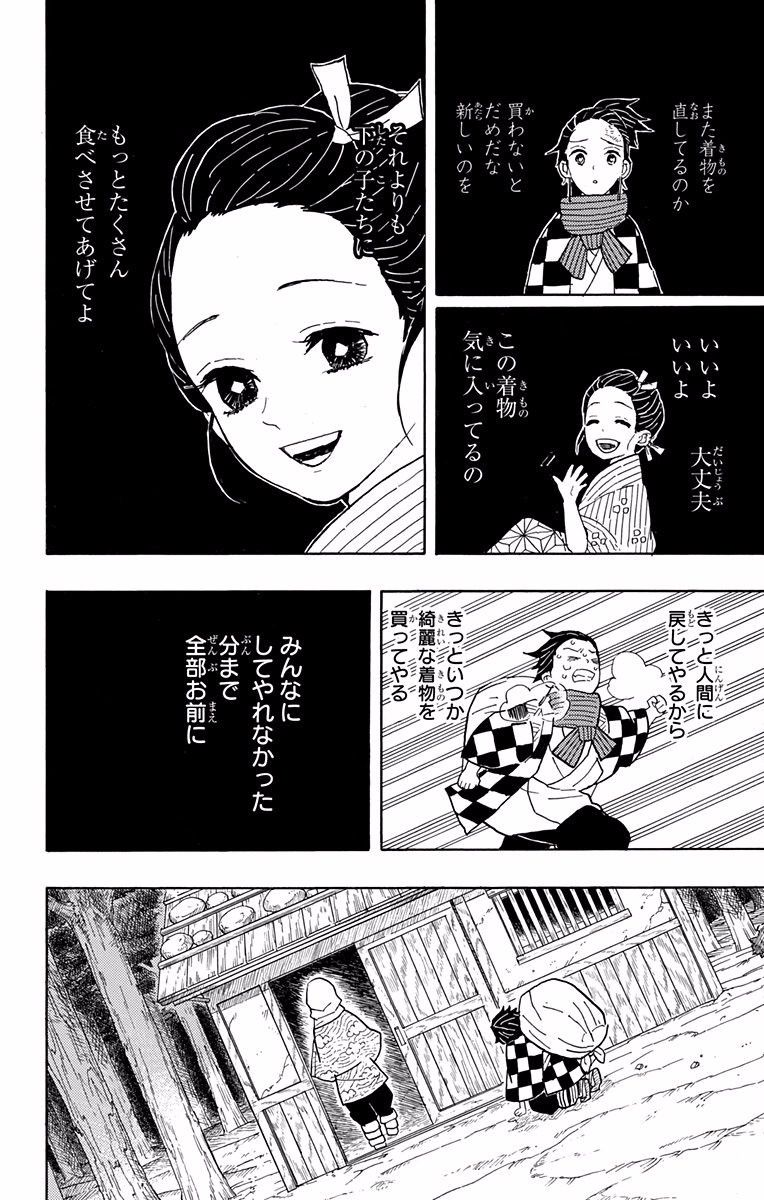 また着物を
直してるのか
買わないと
だめだな
新しいのを
いいよ
いいよ
大丈夫
この着物
気に入ってるの
それよりも
下の子たちに
もっとたくさん
食べさせてあげてよ
きっと人間に
戻してやるから
きっといつか
綺麗な着物を
買ってやる
みんなに
してやれなかった
分まで
全部お前に